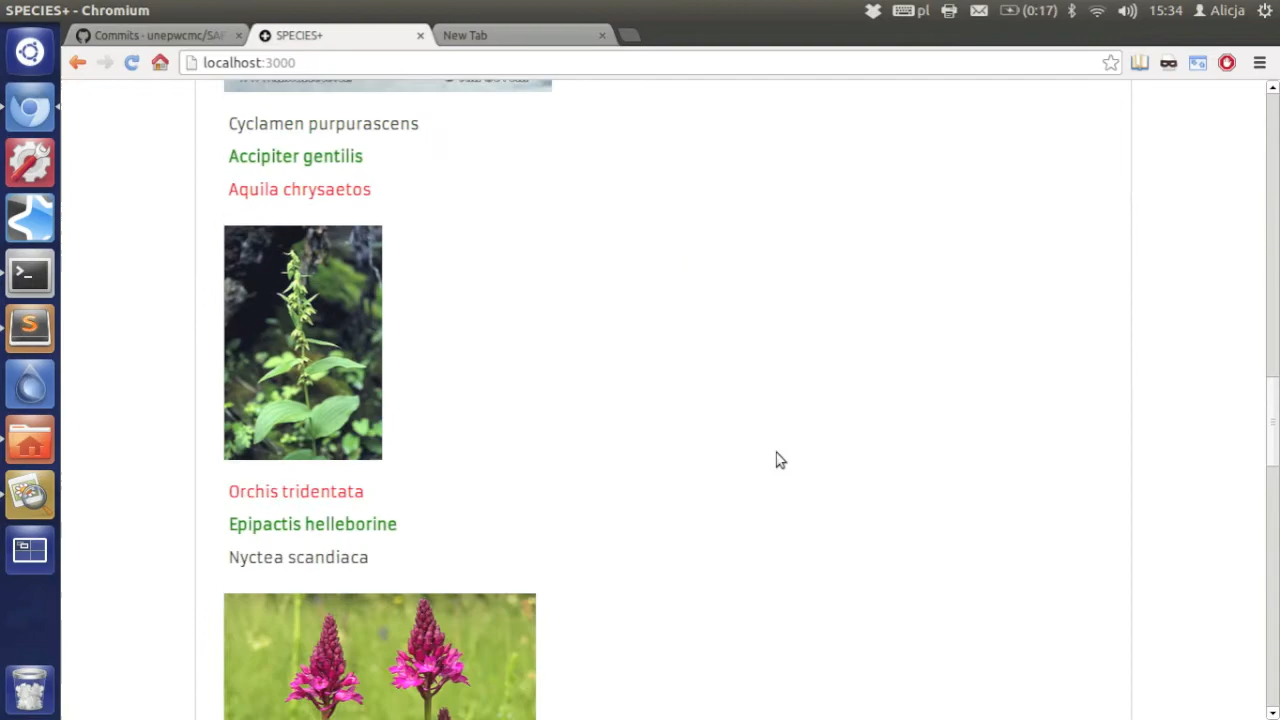 SPECIES+ - Chromium
pl
(0:17)
15:34
Alicja
Commits · unepwcmc/SAP
SPECIES+
New Tab
localhost:3000
Cyclamen purpurascens
Accipiter gentilis
Aquila chrysaetos
Orchis tridentata
Epipactis helleborine
Nyctea scandiaca